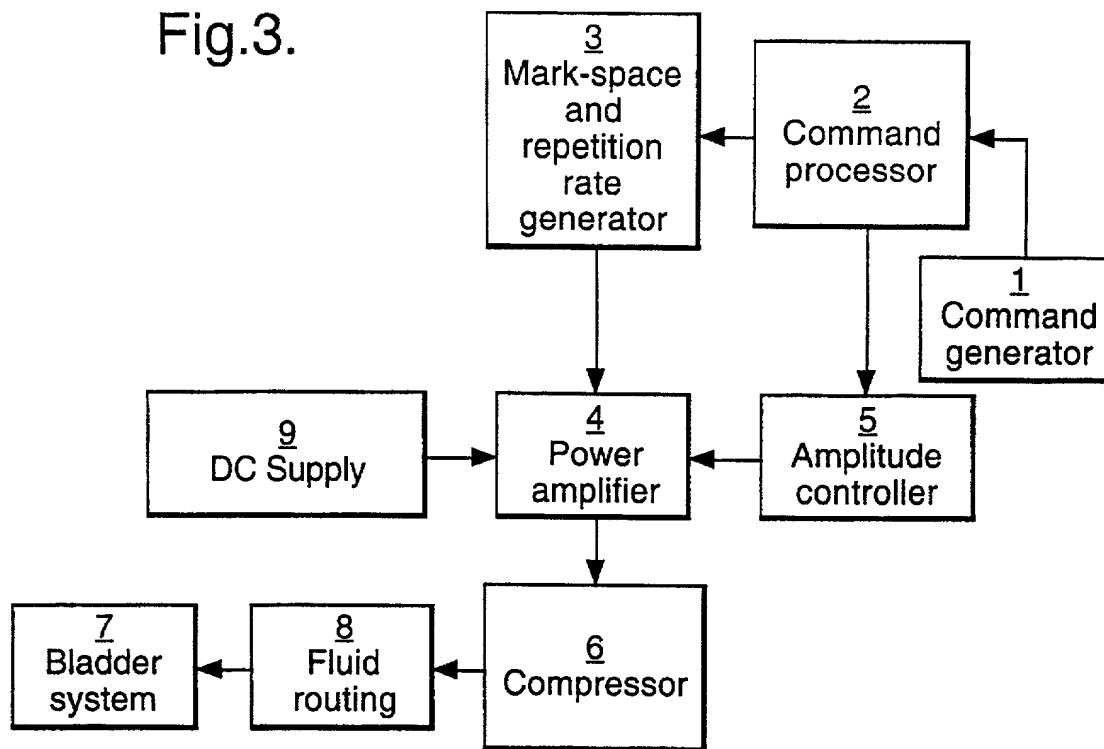 Fig.3.
3
Mark-space
and
repetition
rate
generator
2
Command
processor
1
Command
generator
9
DC Supply
4
Power
amplifier
5
Amplitude
controller
7
Bladder
system
8
Fluid
routing
6
Compressor